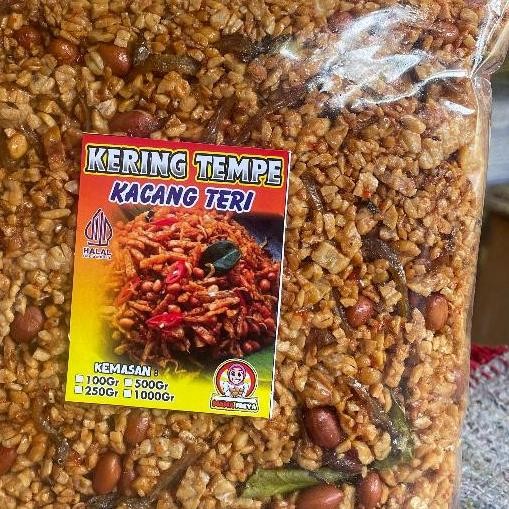 KERING TEMPE
KACANG TERI
HALAL
KEMASAN :
100Gr 500Gr
250Gr 1000Gr